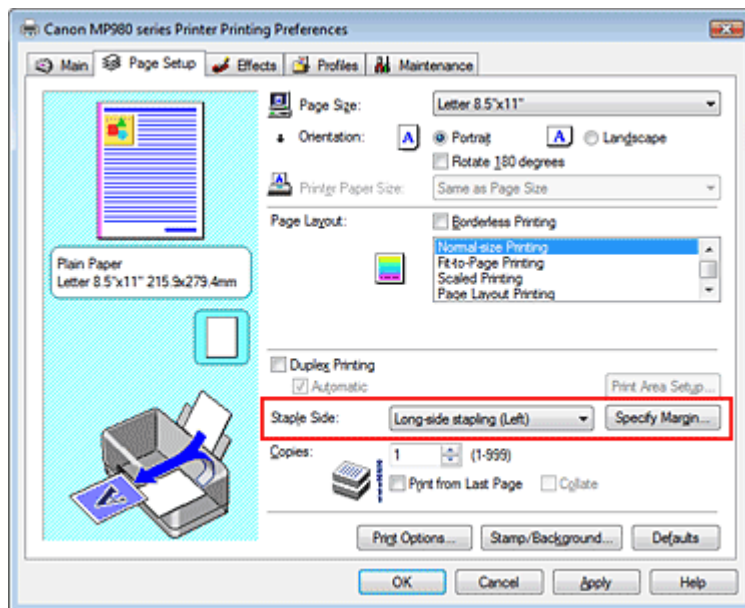 Canon MP980 series Printer Printing Preferences
Main Page Setup Effects Profiles Maintenance
Page Size: Letter 8.5"x11"
Orientation: A Portrait A Landscape
Rotate 180 degrees
Printer Paper Size: Same as Page Size
Page Layout: Borderless Printing
Normal-size Printing
Fit-to-Page Printing
Scaled Printing
Page Layout Printing
Plain Paper
Letter 8.5"x11" 215.9x279.4mm
Duplex Printing
Automatic Print Area Setup...
Staple Side: Long-side stapling (Left) Specify Margin...
Copies: 1 (1-999)
Print from Last Page Collate
A
Print Options... Stamp/Background... Defaults
OK Cancel Apply Help